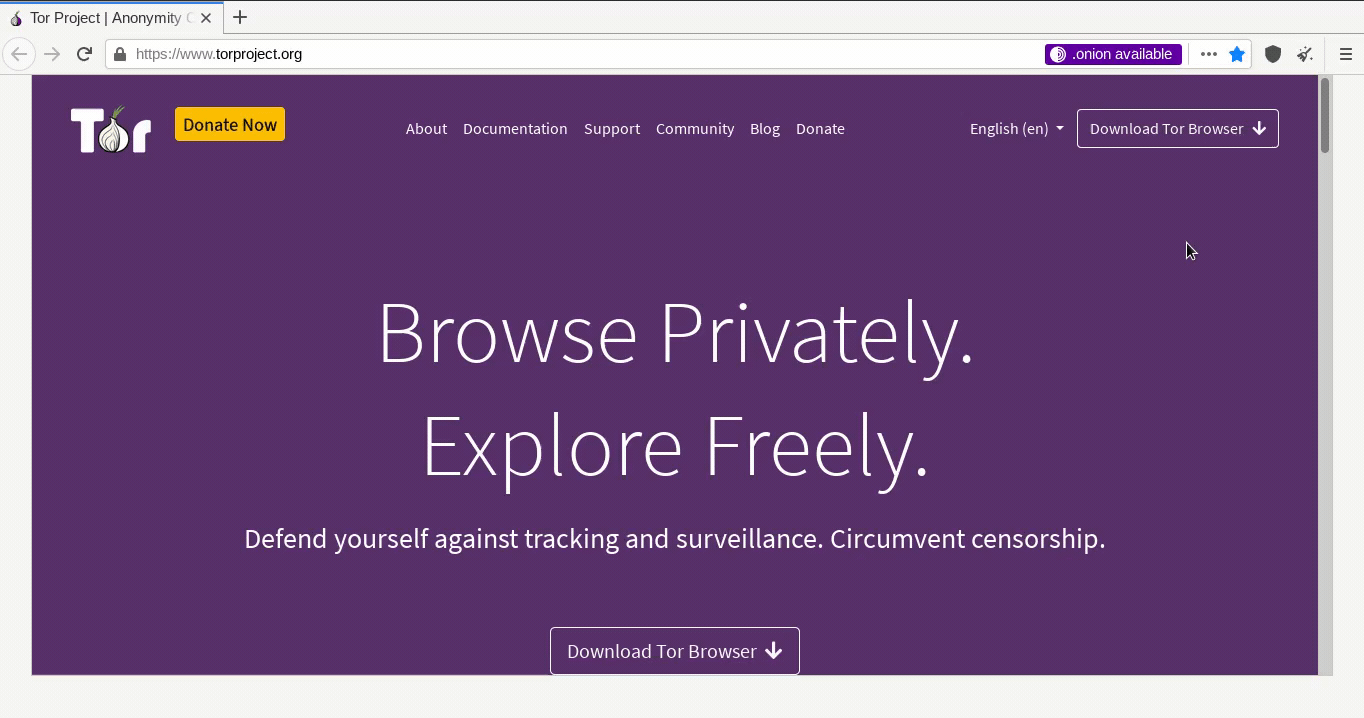 Tor Project | Anonymity
https://www.torproject.org
.onion available
Tor
Donate Now
About Documentation Support Community Blog Donate
English (en)
Download Tor Browser
Browse Privately.
Explore Freely.
Defend yourself against tracking and surveillance. Circumvent censorship.
Download Tor Browser